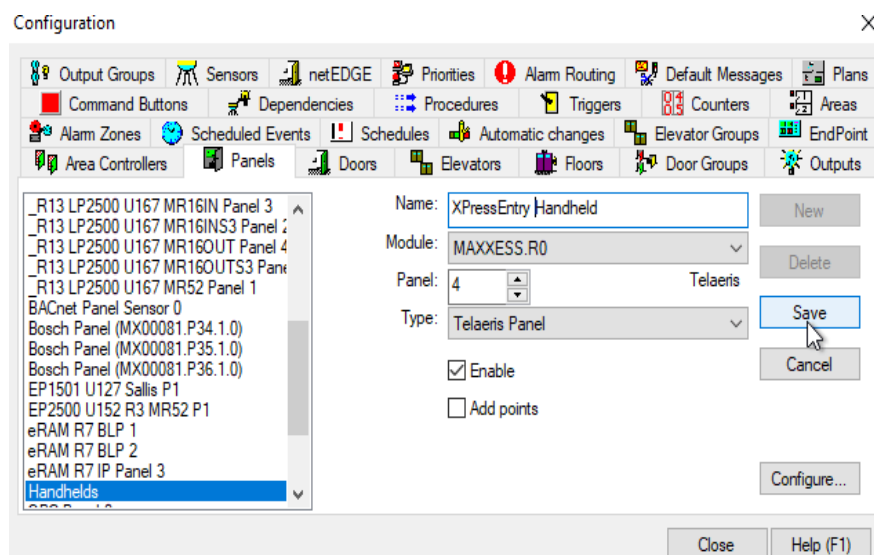 Configuration
Output Groups Sensors netEDGE Priorities Alarm Routing Default Messages Plans
Command Buttons Dependencies Procedures Triggers Counters Areas
Alarm Zones Scheduled Events Schedules Automatic changes Elevator Groups EndPoint
Area Controllers Panels Doors Elevators Floors Door Groups Outputs
_R13 LP2500 U167 MR16IN Panel 3
_R13 LP2500 U167 MR16INS3 Panel 2
_R13 LP2500 U167 MR16OUT Panel 4
_R13 LP2500 U167 MR16OUTS3 Pane
_R13 LP2500 U167 MR52 Panel 1
BACnet Panel Sensor 0
Bosch Panel (MX00081.P34.1.0)
Bosch Panel (MX00081.P35.1.0)
Bosch Panel (MX00081.P36.1.0)
EP1501 U127 Sallis P1
EP2500 U152 R3 MR52 P1
eRAM R7 BLP 1
eRAM R7 BLP 2
eRAM R7 IP Panel 3
Handhelds
Name: XPressEntry Handheld
Module: MAXXESS.R0
Panel: 4 Telaeris
Type: Telaeris Panel
Enable
Add points
New
Delete
Save
Cancel
Configure...
Close Help (F1)